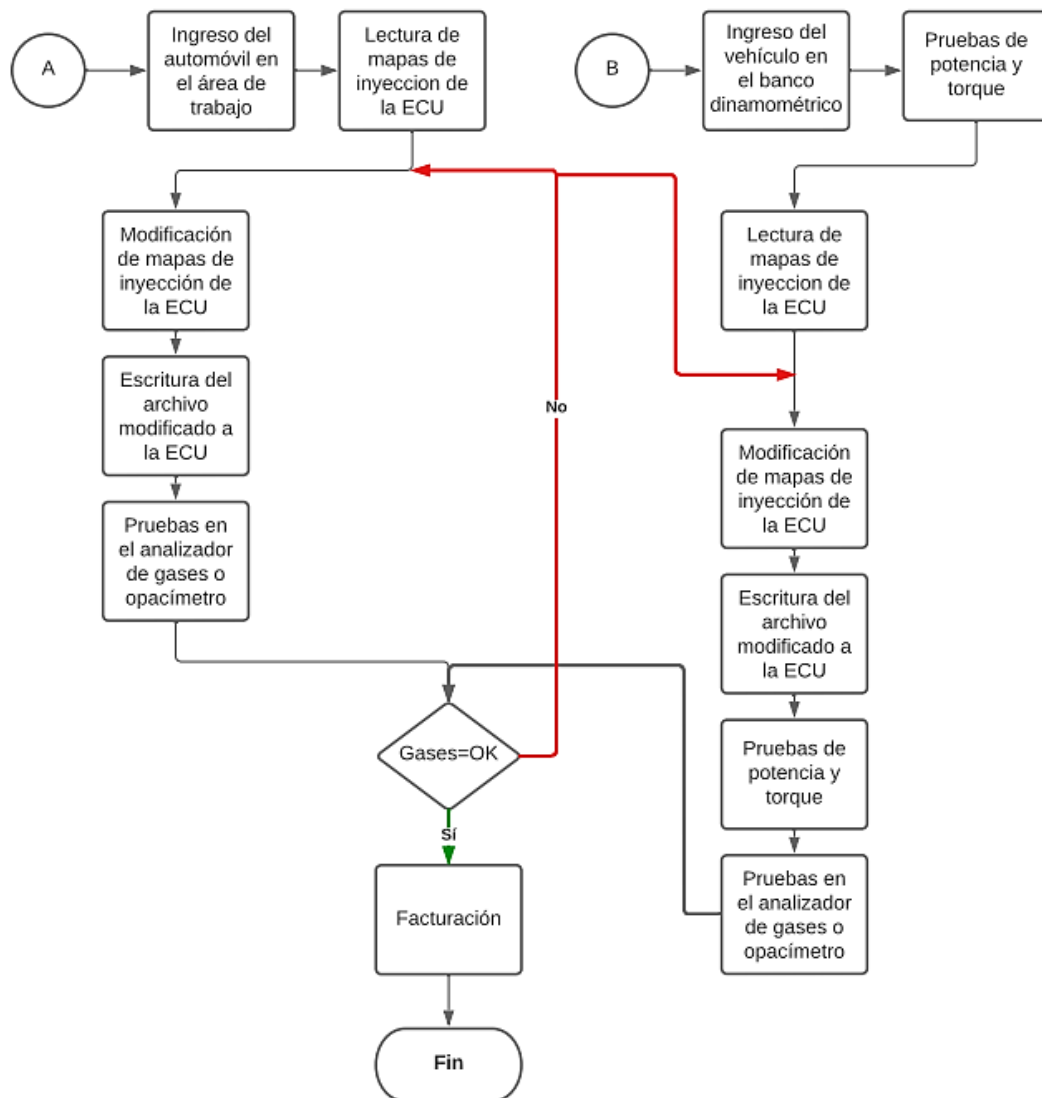 A
Ingreso del
automóvil en
el área de
trabajo
Lectura de
mapas de
inyeccion de
la ECU
B
Ingreso del
vehículo en
el banco
dinamométrico
Pruebas de
potencia y
torque
Modificación
de mapas de
inyección de
la ECU
Escritura del
archivo
modificado a
la ECU
Pruebas en
el analizador
de gases o
opacímetro
Lectura de
mapas de
inyeccion de
la ECU
No
Modificación
de mapas de
inyección de
la ECU
Escritura del
archivo
modificado a
la ECU
Pruebas de
potencia y
torque
Pruebas en
el analizador
de gases o
opacímetro
Gases=OK
Sí
Facturación
Fin